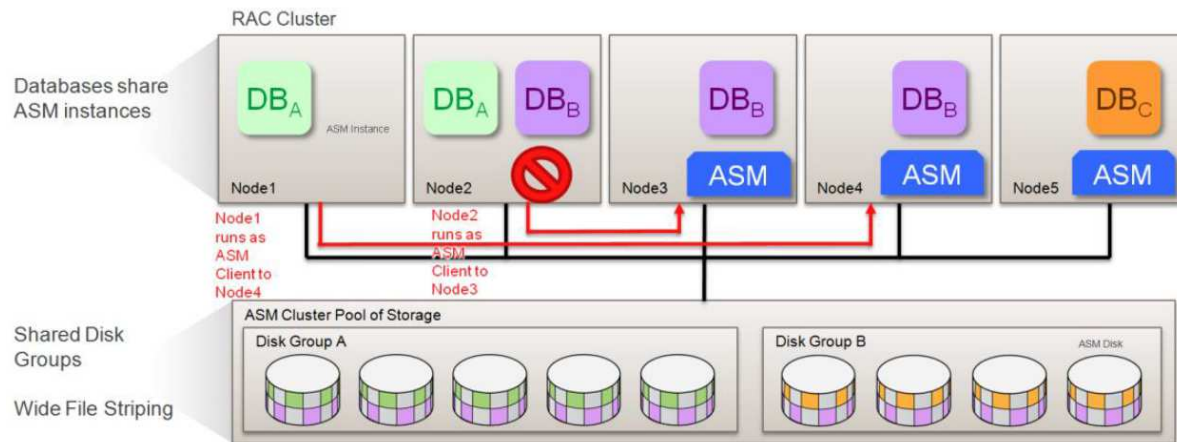 RAC Cluster
Databases share
ASM instances
DBA
ASM Instance
Node1
DBA
DBB
Node2
DBB
ASM
Node3
DBB
ASM
Node4
DBC
ASM
Node5
Node1
runs as
ASM
Client to
Node4
Node2
runs as
ASM
Client to
Node3
Shared Disk
Groups
Wide File Striping
ASM Cluster Pool of Storage
Disk Group A
Disk Group B
ASM Disk